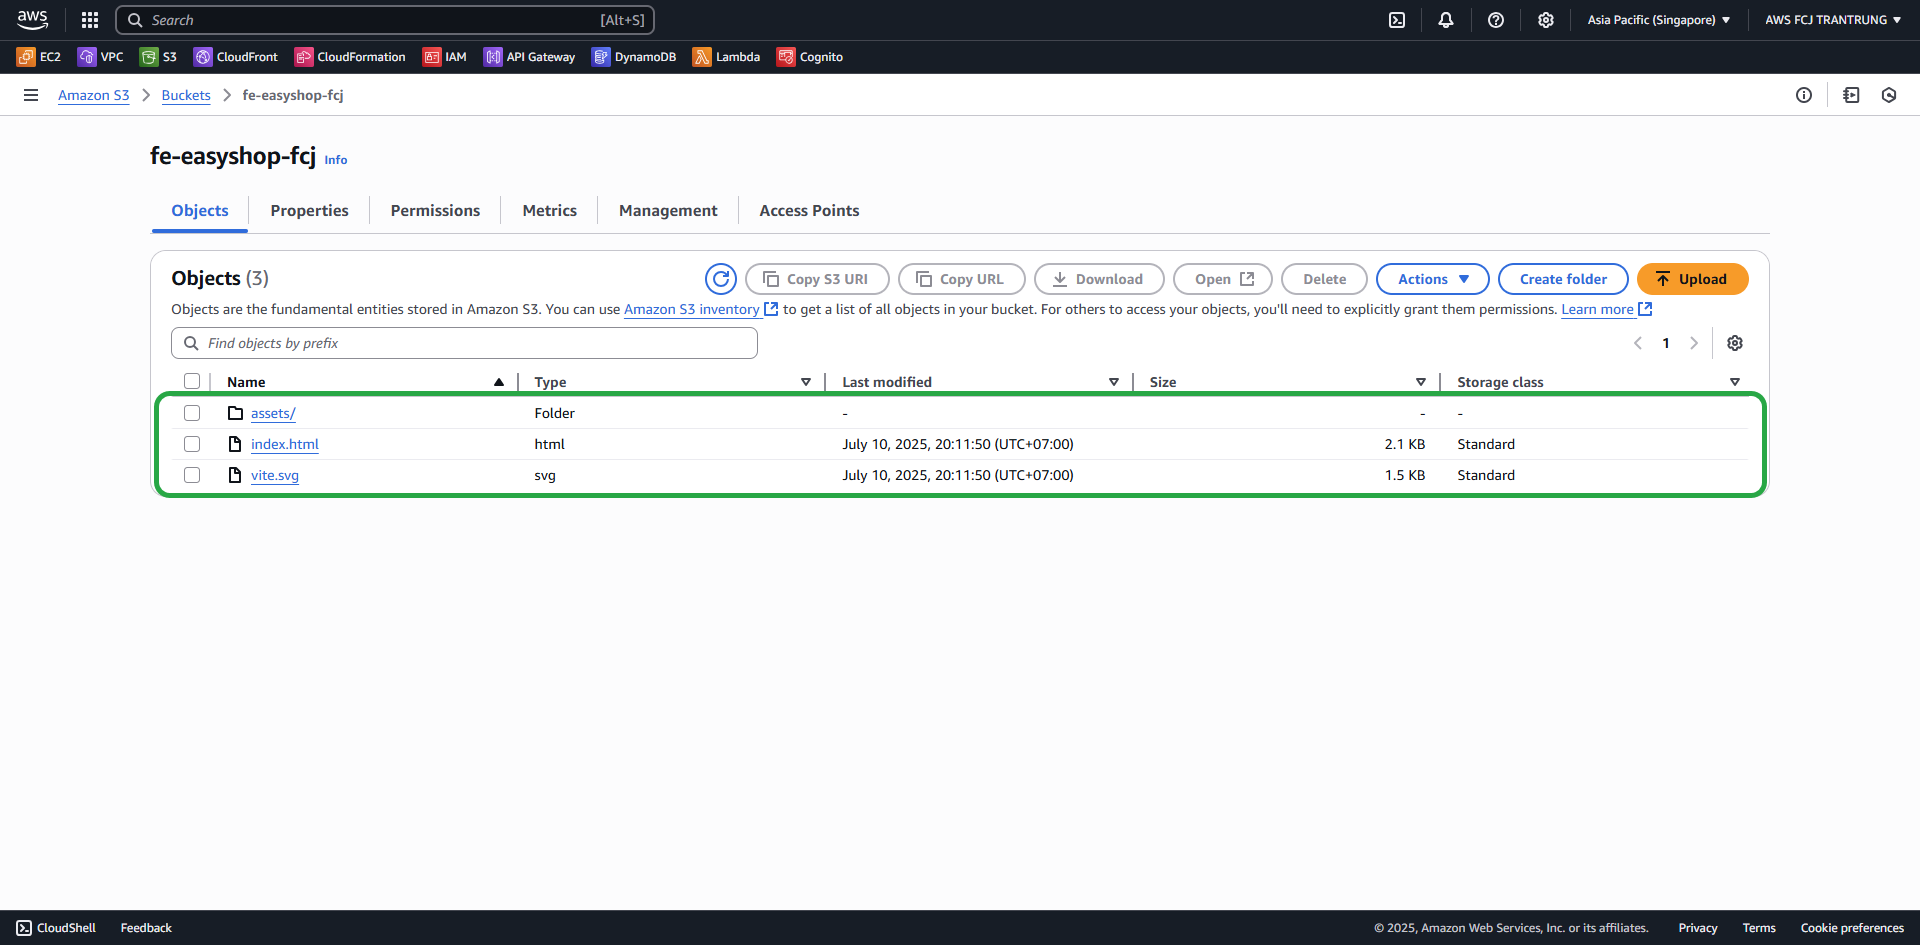 aws Search [Alt+S] Asia Pacific (Singapore) AWS FCJ TRANTRUNG
EC2 VPC S3 CloudFront CloudFormation IAM API Gateway DynamoDB Lambda Cognito
Amazon S3 Buckets fe-easyshop-fcj
fe-easyshop-fcj Info
Objects Properties Permissions Metrics Management Access Points
Objects (3) Copy S3 URI Copy URL Download Open Delete Actions Create folder Upload
Objects are the fundamental entities stored in Amazon S3. You can use Amazon S3 inventory to get a list of all objects in your bucket. For others to access your objects, you'll need to explicitly grant them permissions. Learn more
Find objects by prefix 1
Name Type Last modified Size Storage class
assets/ Folder - - -
index.html html July 10, 2025, 20:11:50 (UTC+07:00) 2.1 KB Standard
vite.svg svg July 10, 2025, 20:11:50 (UTC+07:00) 1.5 KB Standard
CloudShell Feedback © 2025, Amazon Web Services, Inc. or its affiliates. Privacy Terms Cookie preferences